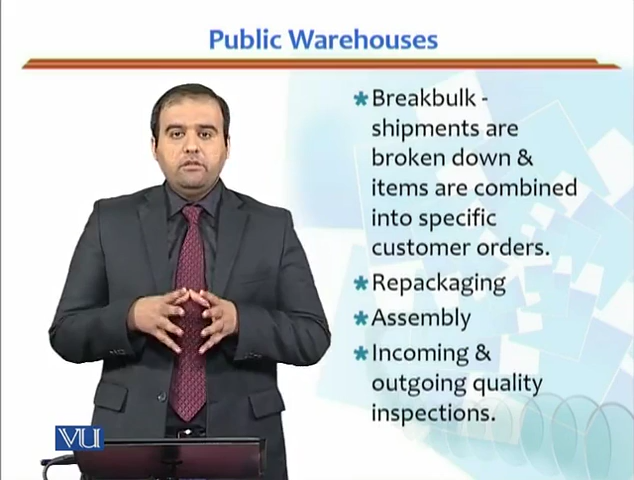 Public Warehouses
* Breakbulk -
shipments are
broken down &
items are combined
into specific
customer orders.
* Repackaging
* Assembly
* Incoming &
outgoing quality
inspections.
VU